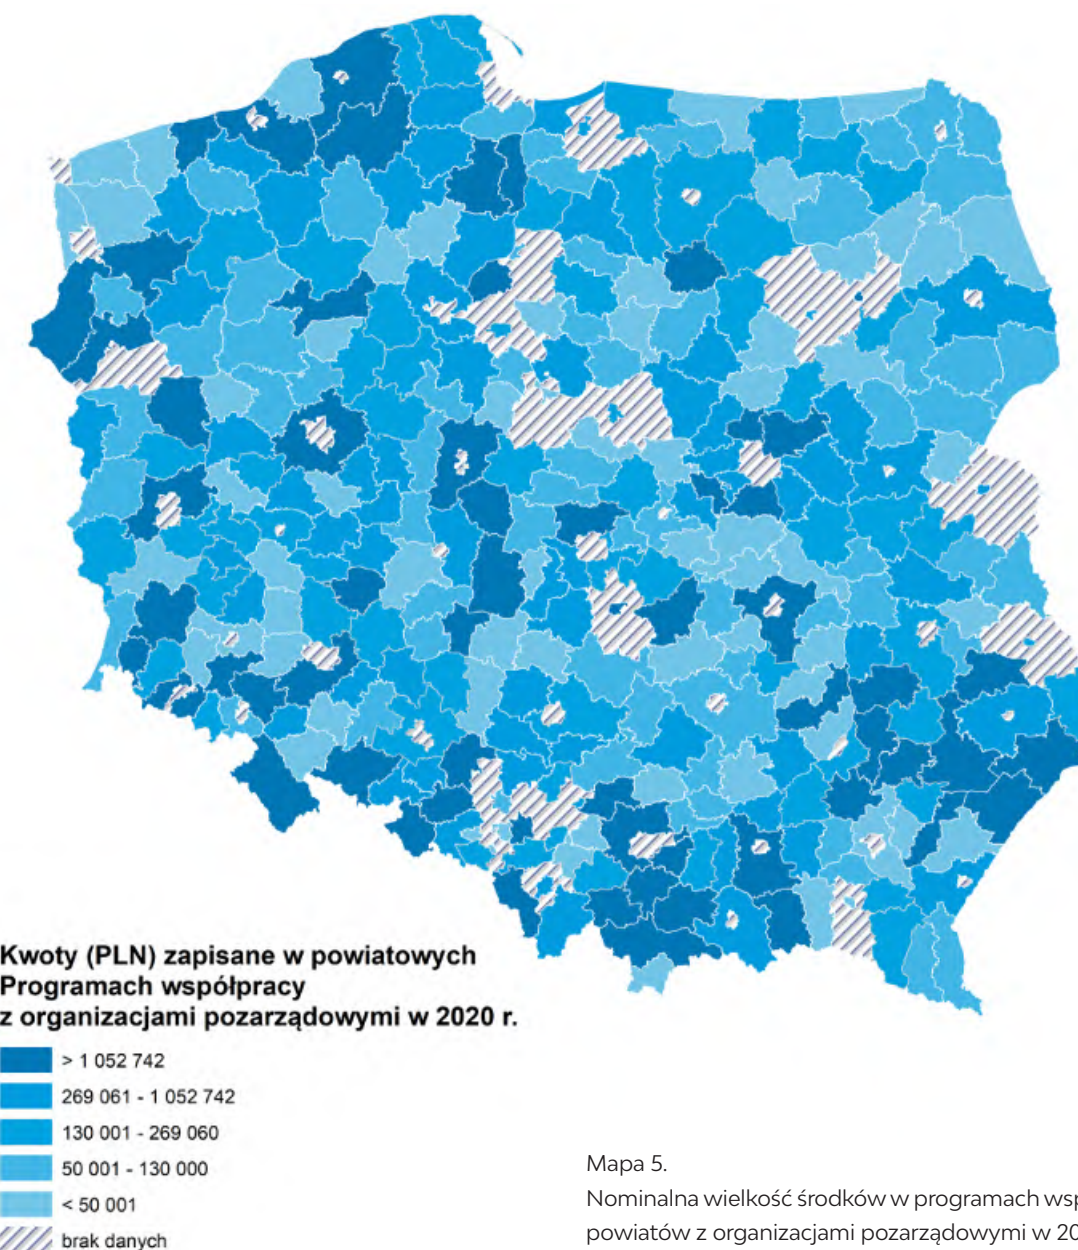 Kwoty (PLN) zapisane w powiatowych
Programach współpracy
z organizacjami pozarządowymi w 2020 r.
> 1 052 742
269 061 - 1 052 742
130 001 - 269 060
50 001 - 130 000
< 50 001
brak danych
Mapa 5.
Nominalna wielkość środków w programach wsp
powiatów z organizacjami pozarządowymi w 20